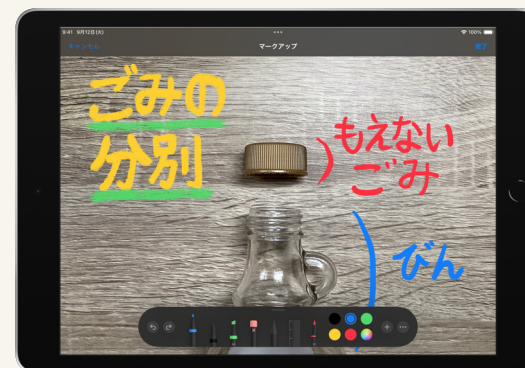 9:41 9月12日(火)
100%
キャンセル
マークアップ
完了
ごみの
分別
もえない
ごみ
びん